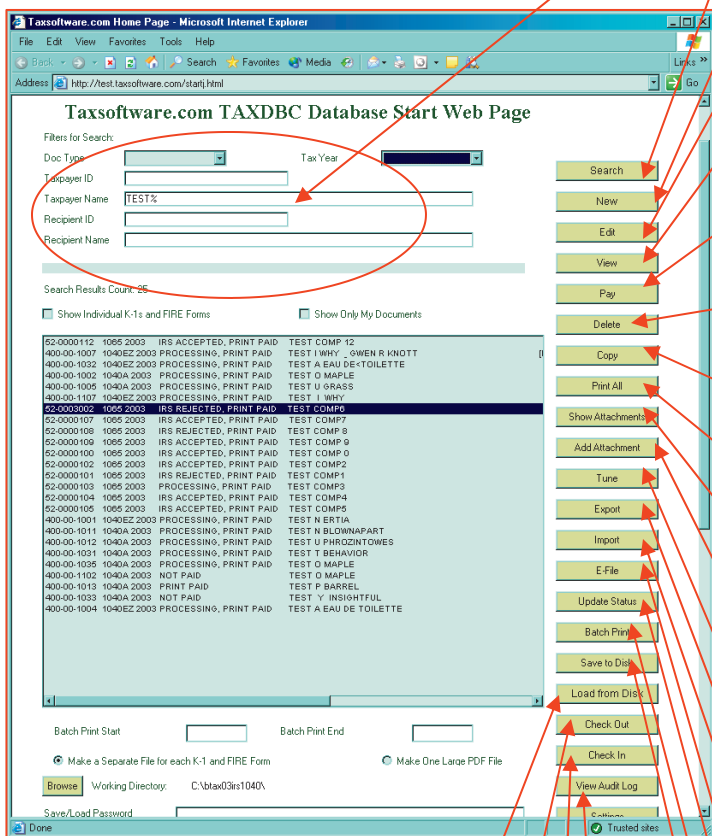 Taxsoftware.com Home Page - Microsoft Internet Explorer
File Edit View Favorites Tools Help
Back Search Favorites Media
Links »
Address http://test.taxsoftware.com/startj.html Go
Taxsoftware.com TAXDBC Database Start Web Page
Filters for Search:
Doc Type Tax Year
Taxpayer ID
Taxpayer Name TEST%
Recipient ID
Recipient Name
Search Results Count: 25
Show Individual K-1s and FIRE Forms Show Only My Documents
52-0000112 1065 2003 IRS ACCEPTED, PRINT PAID TEST COMP 12
400-00-1007 1040EZ 2003 PROCESSING, PRINT PAID TEST I WHY _ GWEN R KNOTT
400-00-1032 1040EZ 2003 PROCESSING, PRINT PAID TEST A EAU DE<TOILETTE
400-00-1002 1040A 2003 PROCESSING, PRINT PAID TEST O MAPLE
400-00-1005 1040A 2003 PROCESSING, PRINT PAID TEST U GRASS
400-00-1107 1040EZ 2003 PROCESSING, PRINT PAID TEST I WHY
52-0003002 1065 2003 IRS REJECTED, PRINT PAID TEST COMP6
52-0000107 1065 2003 IRS ACCEPTED, PRINT PAID TEST COMP7
52-0000108 1065 2003 IRS REJECTED, PRINT PAID TEST COMP 8
52-0000109 1065 2003 IRS ACCEPTED, PRINT PAID TEST COMP 9
52-0000100 1065 2003 IRS ACCEPTED, PRINT PAID TEST COMP 0
52-0000102 1065 2003 IRS ACCEPTED, PRINT PAID TEST COMP2
52-0000101 1065 2003 IRS REJECTED, PRINT PAID TEST COMP1
52-0000103 1065 2003 PROCESSING, PRINT PAID TEST COMP3
52-0000104 1065 2003 IRS ACCEPTED, PRINT PAID TEST COMP4
52-0000105 1065 2003 IRS ACCEPTED, PRINT PAID TEST COMP5
400-00-1001 1040EZ 2003 PROCESSING, PRINT PAID TEST N ERTIA
400-00-1011 1040A 2003 PROCESSING, PRINT PAID TEST N BLOWNAPART
400-00-1012 1040A 2003 PROCESSING, PRINT PAID TEST U PHROZINTOWES
400-00-1031 1040A 2003 PROCESSING, PRINT PAID TEST T BEHAVIOR
400-00-1035 1040A 2003 PROCESSING, PRINT PAID TEST O MAPLE
400-00-1102 1040A 2003 NOT PAID TEST O MAPLE
400-00-1013 1040A 2003 PRINT PAID TEST P BARREL
400-00-1033 1040A 2003 NOT PAID TEST Y INSIGHTFUL
400-00-1004 1040EZ 2003 PROCESSING, PRINT PAID TEST A EAU DE TOILETTE
Batch Print Start Batch Print End
Make a Separate File for each K-1 and FIRE Form Make One Large PDF File
Browse Working Directory: C:\btax03irs1040\
Save/Load Password
Search
New
Edit
View
Pay
Delete
Copy
Print All
Show Attachments
Add Attachment
Tune
Export
Import
E-File
Update Status
Batch Print
Save to Disk
Load from Disk
Check Out
Check In
View Audit Log
Settings
Done Trusted sites